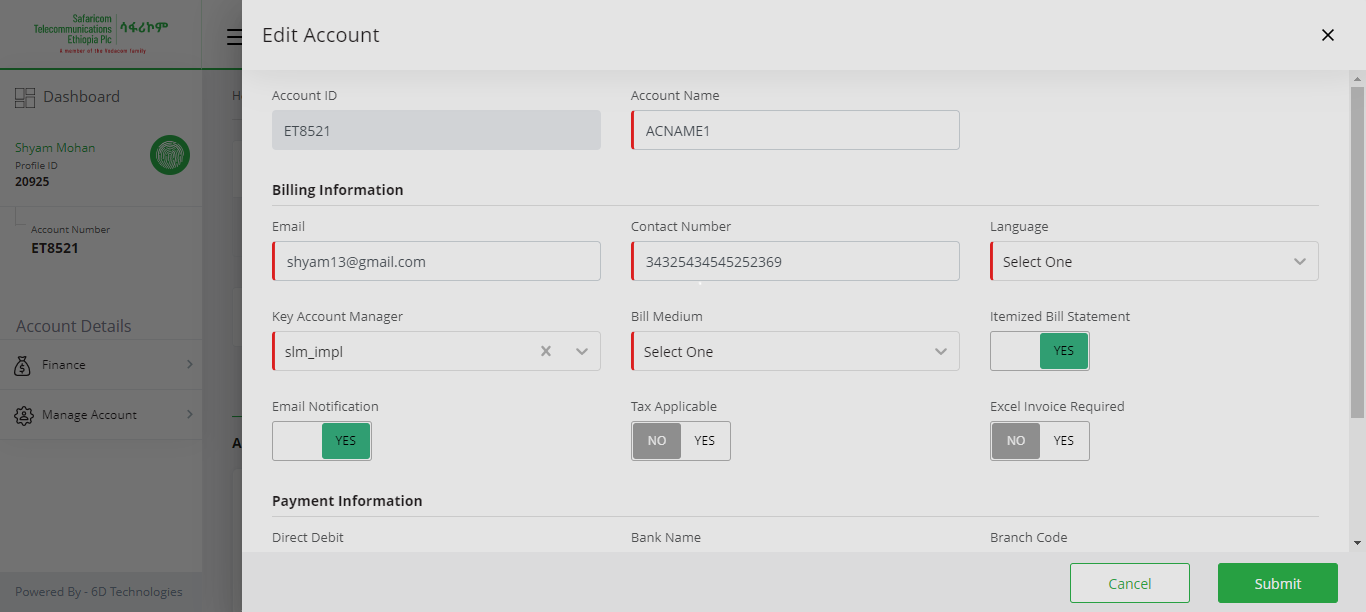 Safaricom
Telecommunications
Ethiopia Plc
ሳፋሪኮም
A member of the Vodacom family
Edit Account
Dashboard
Shyam Mohan
Profile ID
20925
Account Number
ET8521
Account Details
Finance
Manage Account
Powered By - 6D Technologies
H
A
Account ID
Account Name
ET8521
ACNAME1
Billing Information
Email
Contact Number
Language
shyam13@gmail.com
34325434545252369
Select One
Key Account Manager
Bill Medium
Itemized Bill Statement
slm_impl
Select One
YES
Email Notification
Tax Applicable
Excel Invoice Required
YES
NO YES
NO YES
Payment Information
Direct Debit
Bank Name
Branch Code
Cancel
Submit